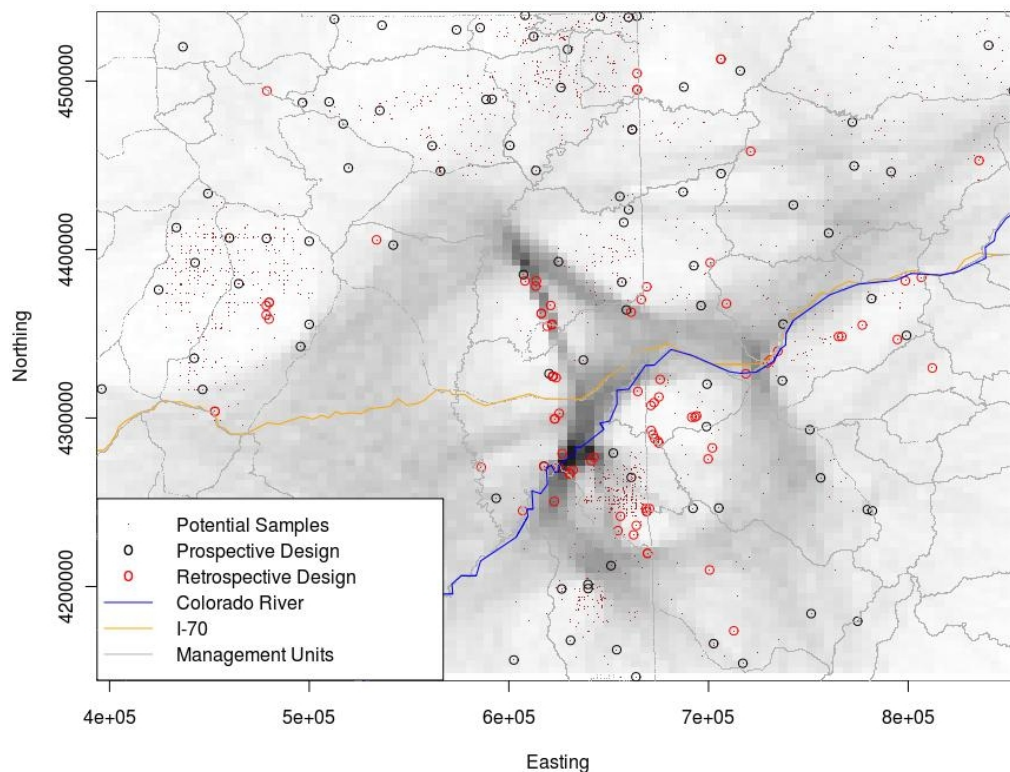 4500000
4400000
4300000
4200000
Northing
Potential Samples
Prospective Design
Retrospective Design
Colorado River
I-70
Management Units
4e+05 5e+05 6e+05 7e+05 8e+05
Easting